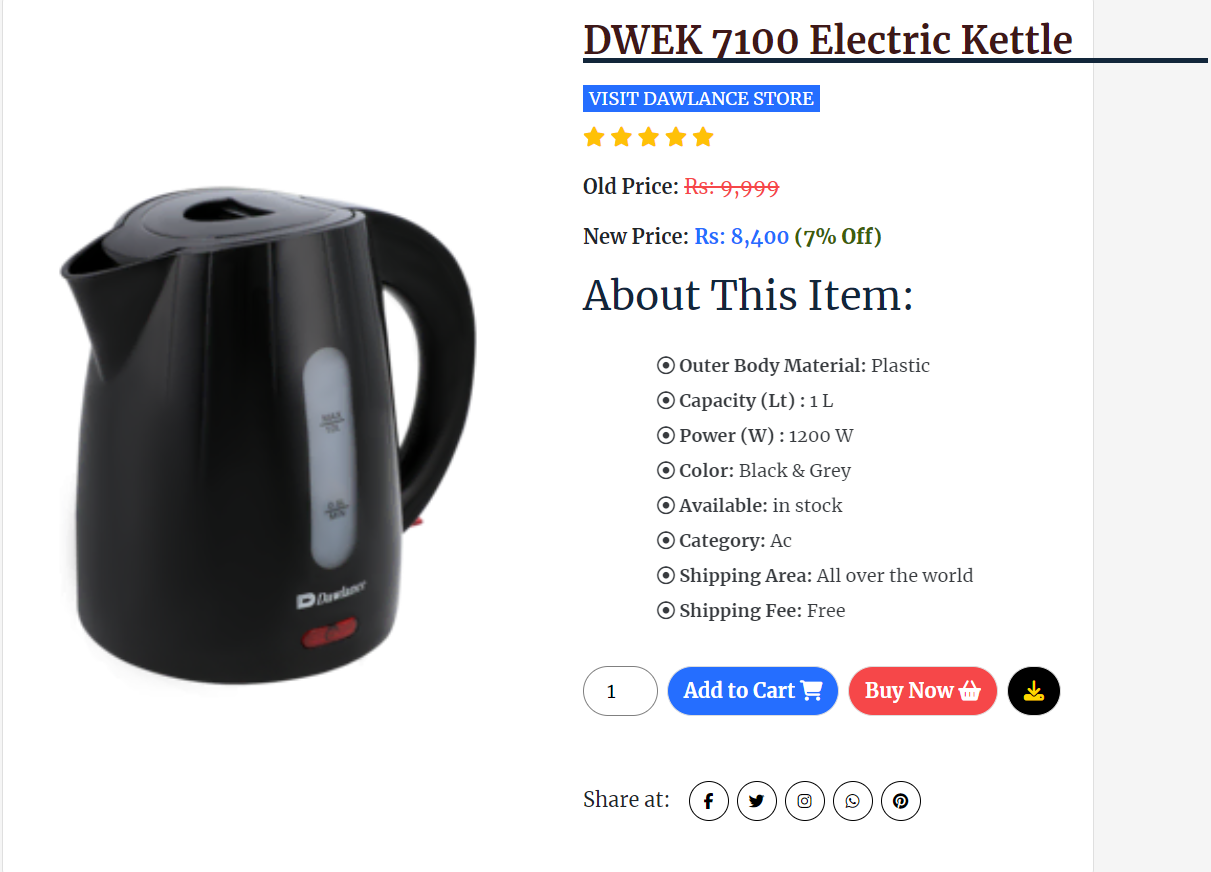 DWEK 7100 Electric Kettle
VISIT DAWLANCE STORE
Old Price: Rs: 9,999
New Price: Rs: 8,400 (7% Off)
About This Item:
Outer Body Material: Plastic
Capacity (Lt) : 1 L
Power (W) : 1200 W
Color: Black & Grey
Available: in stock
Category: Ac
Shipping Area: All over the world
Shipping Fee: Free
1
Add to Cart
Buy Now
Share at:
MAX
MIN
Dawlance